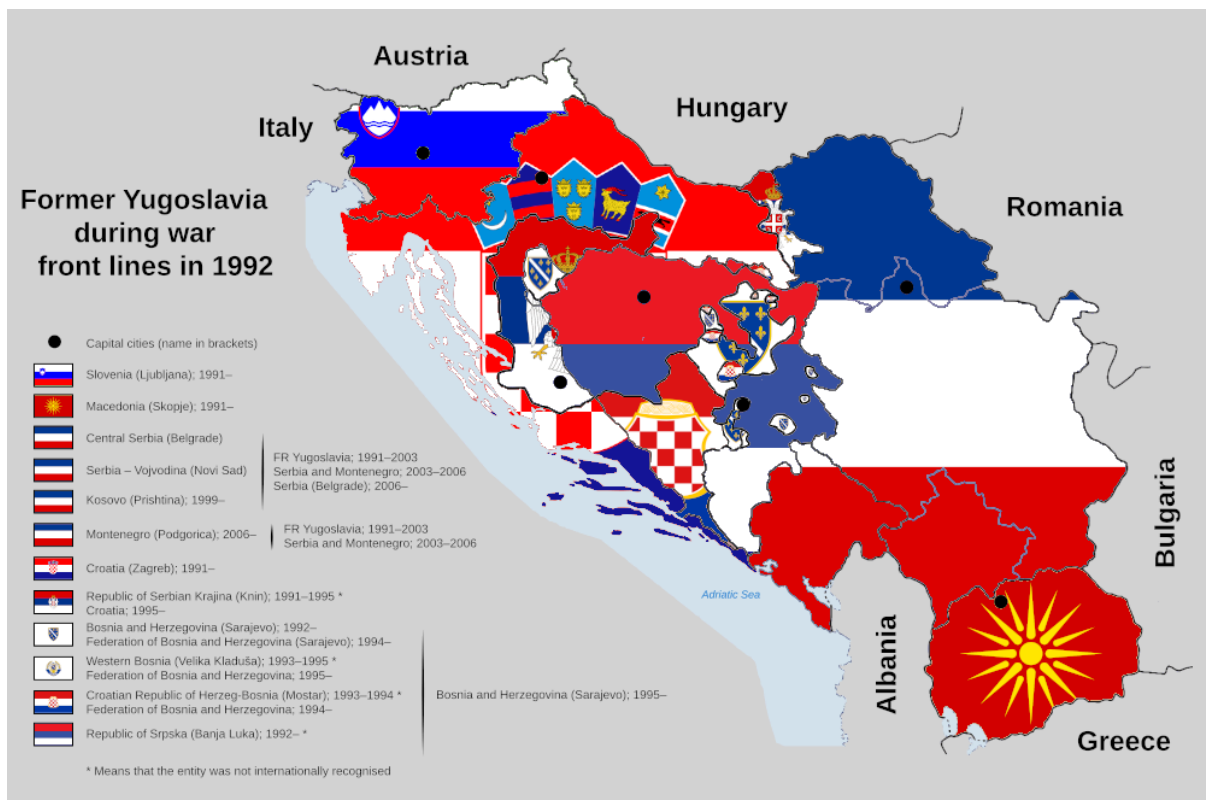 Austria
Hungary
Italy
Romania
Former Yugoslavia
during war
front lines in 1992
Capital cities (name in brackets)
Slovenia (Ljubljana); 1991–
Macedonia (Skopje); 1991–
Central Serbia (Belgrade)
Serbia – Vojvodina (Novi Sad)
Kosovo (Prishtina); 1999–
FR Yugoslavia; 1991–2003
Serbia and Montenegro; 2003–2006
Serbia (Belgrade); 2006–
Montenegro (Podgorica); 2006–
FR Yugoslavia; 1991–2003
Serbia and Montenegro; 2003–2006
Croatia (Zagreb); 1991–
Republic of Serbian Krajina (Knin); 1991–1995 *
Croatia; 1995–
Bosnia and Herzegovina (Sarajevo); 1992–
Federation of Bosnia and Herzegovina (Sarajevo); 1994–
Western Bosnia (Velika Kladuša); 1993–1995 *
Federation of Bosnia and Herzegovina; 1995–
Croatian Republic of Herzeg-Bosnia (Mostar); 1993–1994 *
Federation of Bosnia and Herzegovina; 1994–
Republic of Srpska (Banja Luka); 1992– *
Bosnia and Herzegovina (Sarajevo); 1995–
* Means that the entity was not internationally recognised
Adriatic Sea
Bulgaria
Albania
Greece